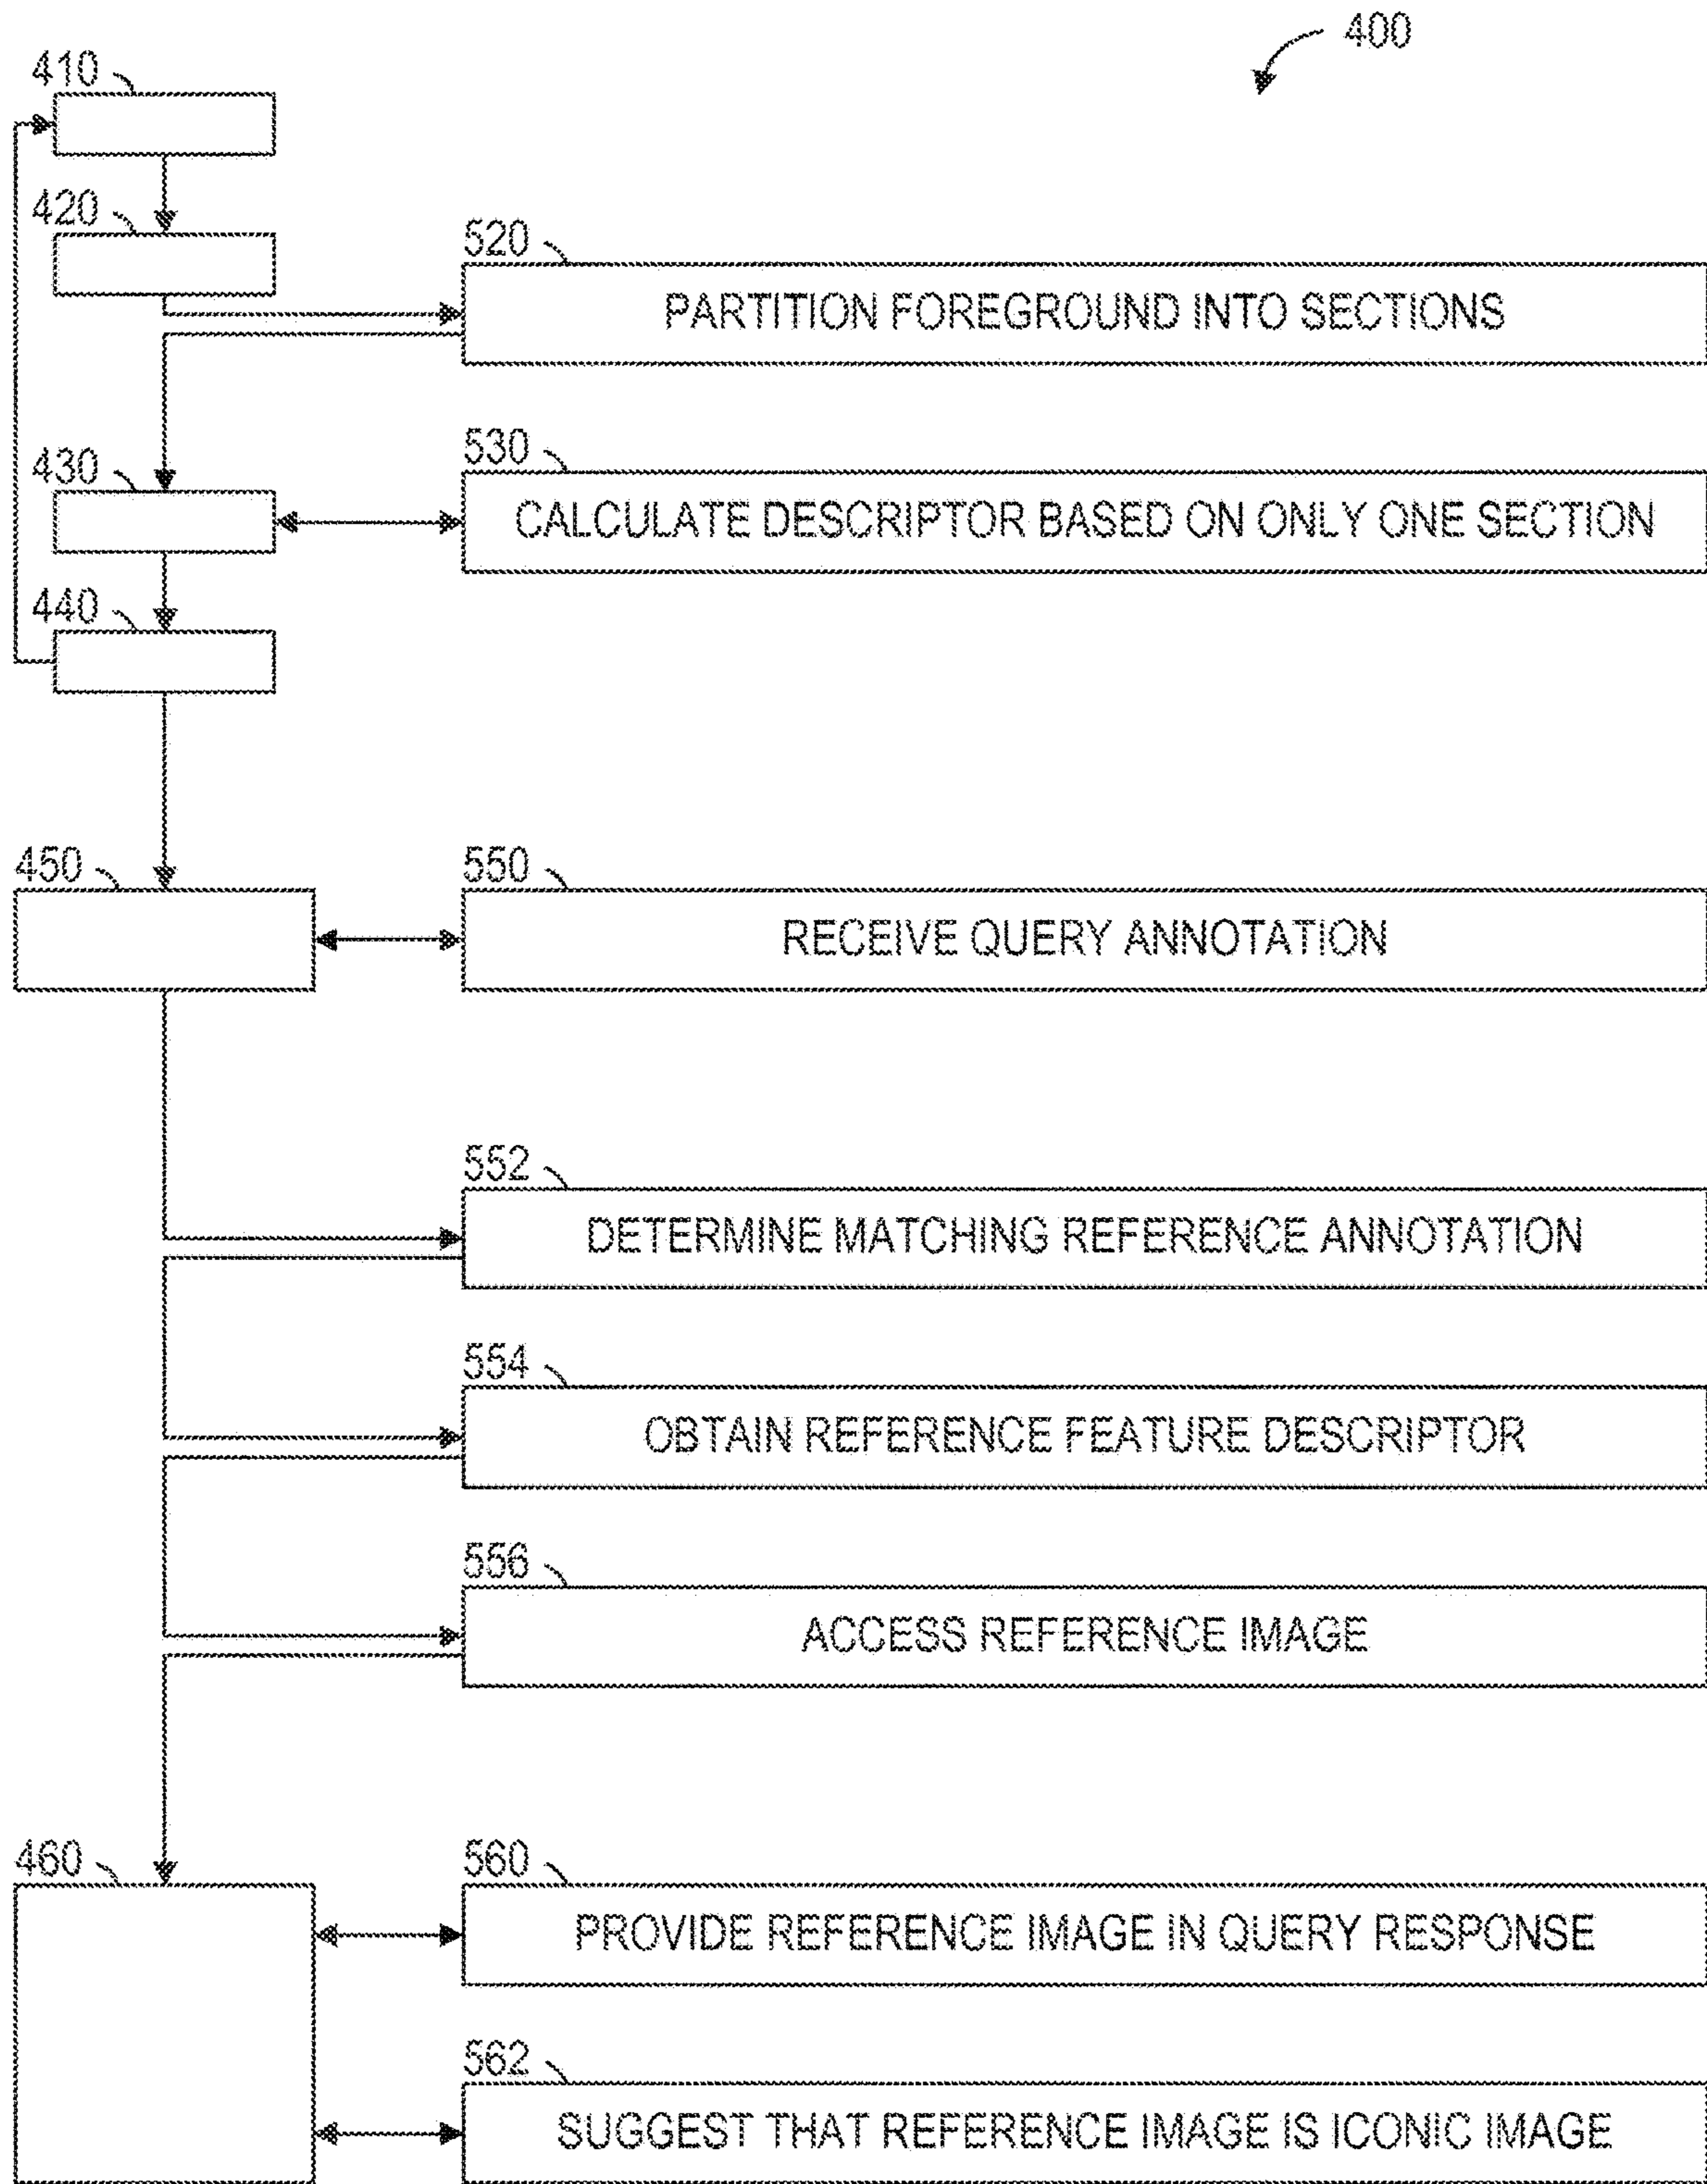 400
410
420
520
PARTITION FOREGROUND INTO SECTIONS
430
530
CALCULATE DESCRIPTOR BASED ON ONLY ONE SECTION
440
450
550
RECEIVE QUERY ANNOTATION
552
DETERMINE MATCHING REFERENCE ANNOTATION
554
OBTAIN REFERENCE FEATURE DESCRIPTOR
556
ACCESS REFERENCE IMAGE
460
560
PROVIDE REFERENCE IMAGE IN QUERY RESPONSE
562
SUGGEST THAT REFERENCE IMAGE IS ICONIC IMAGE